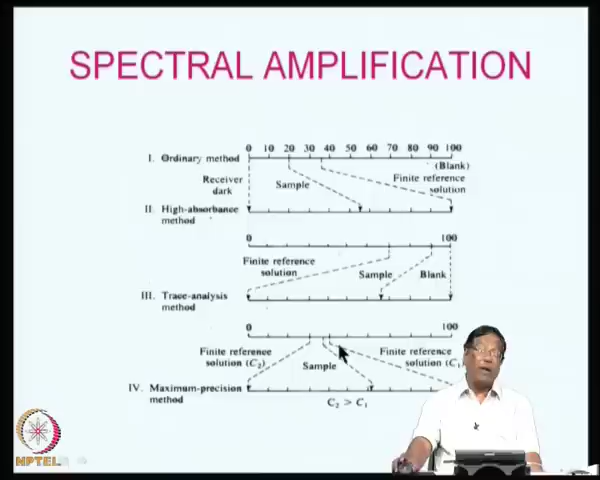 SPECTRAL AMPLIFICATION
0 10 20 30 40 50 60 70 80 90 100
I. Ordinary method
(Blank)
Receiver dark
Sample
Finite reference solution
II. High-absorbance method
0 100
Finite reference solution
Sample
Blank
III. Trace-analysis method
0 100
Finite reference solution (C2)
Sample
Finite reference solution (C1
IV. Maximum-precision method
C2 > C1
NPTEL